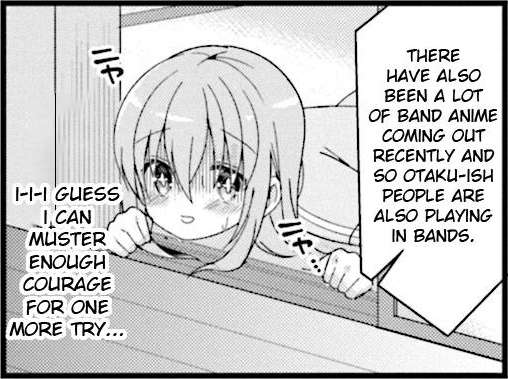 THERE
HAVE ALSO
BEEN A LOT
OF BAND ANIME
COMING OUT
RECENTLY AND
SO OTAKU-ISH
PEOPLE ARE
ALSO PLAYING
IN BANDS.
ニヤ
ニヤ...
I-I-I GUESS
I CAN
MUSTER
ENOUGH
COURAGE
FOR ONE
MORE TRY...